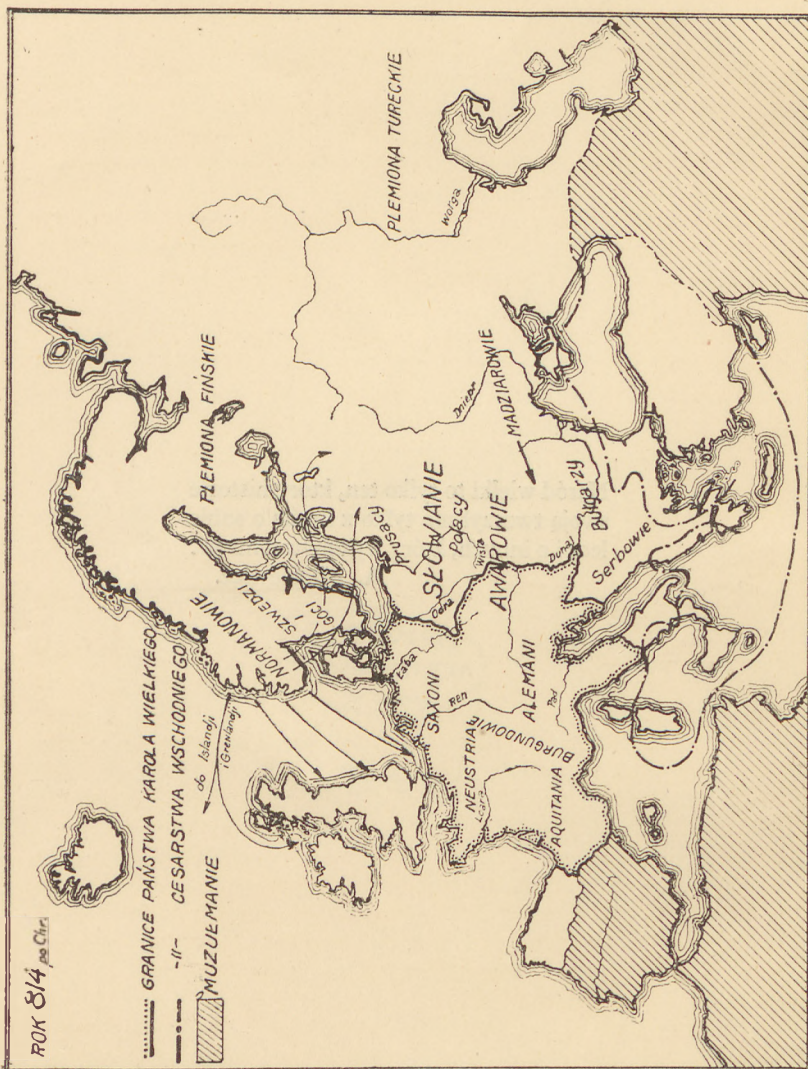 ROK 814 po Chr.
GRANICE PAŃSTWA KAROLA WIELKIEGO
-11- CESARSTWA WSCHODNIEGO
MUZUŁMANIE
do Islandji
i Grenlandji
NORMANOWIE
SZWEDZI
i
GOCI
PLEMIONA FIŃSKIE
PLEMIONA TURECKIE
Worga
Dniepr
MADZIAROWIE
Prusacy
SŁOWIANIE
Polacy
Wisła
Odra
AWAROWIE
Dunaj
Bułgarzy
Serbowie
Łaba
SAXONI
Ren
ALEMANI
Pad
NEUSTRIA
Loara
BURGUNDOWIE
AQUITANIA